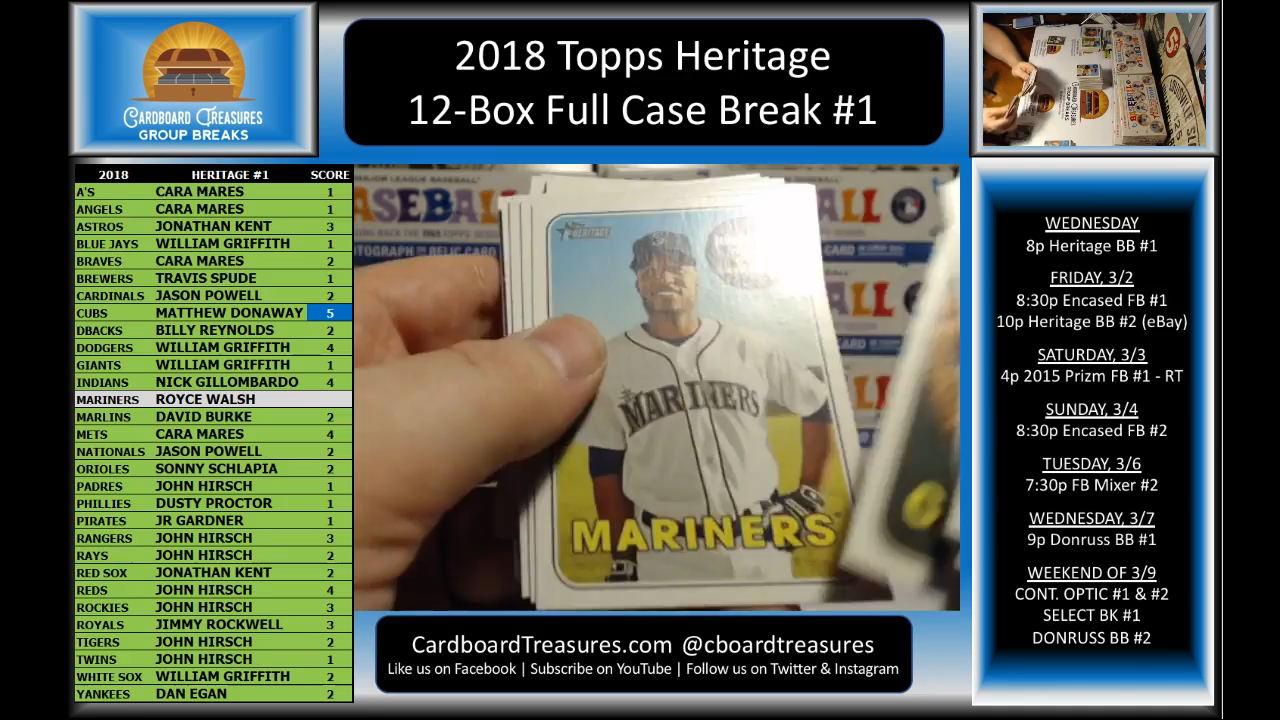 CARDBOARD TREASURES
GROUP BREAKS
2018 Topps Heritage
12-Box Full Case Break #1
2018 HERITAGE #1 SCORE
A'S CARA MARES 1
ANGELS CARA MARES 1
ASTROS JONATHAN KENT 3
BLUE JAYS WILLIAM GRIFFITH 1
BRAVES CARA MARES 2
BREWERS TRAVIS SPUDE 1
CARDINALS JASON POWELL 2
CUBS MATTHEW DONAWAY 5
DBACKS BILLY REYNOLDS 2
DODGERS WILLIAM GRIFFITH 4
GIANTS WILLIAM GRIFFITH 1
INDIANS NICK GILLOMBARDO 4
MARINERS ROYCE WALSH
MARLINS DAVID BURKE 2
METS CARA MARES 4
NATIONALS JASON POWELL 2
ORIOLES SONNY SCHLAPIA 2
PADRES JOHN HIRSCH 1
PHILLIES DUSTY PROCTOR 1
PIRATES JR GARDNER 1
RANGERS JOHN HIRSCH 3
RAYS JOHN HIRSCH 2
RED SOX JONATHAN KENT 2
REDS JOHN HIRSCH 4
ROCKIES JOHN HIRSCH 3
ROYALS JIMMY ROCKWELL 3
TIGERS JOHN HIRSCH 2
TWINS JOHN HIRSCH 1
WHITE SOX WILLIAM GRIFFITH 2
YANKEES DAN EGAN 2
ASEBALL
AUTOGRAPH OR RELIC CARD
HERITAGE
MARINERS
MARINERS
CardboardTreasures.com @cboardtreasures
Like us on Facebook | Subscribe on YouTube | Follow us on Twitter & Instagram
WEDNESDAY
8p Heritage BB #1
FRIDAY, 3/2
8:30p Encased FB #1
10p Heritage BB #2 (eBay)
SATURDAY, 3/3
4p 2015 Prizm FB #1 - RT
SUNDAY, 3/4
8:30p Encased FB #2
TUESDAY, 3/6
7:30p FB Mixer #2
WEDNESDAY, 3/7
9p Donruss BB #1
WEEKEND OF 3/9
CONT. OPTIC #1 & #2
SELECT BK #1
DONRUSS BB #2